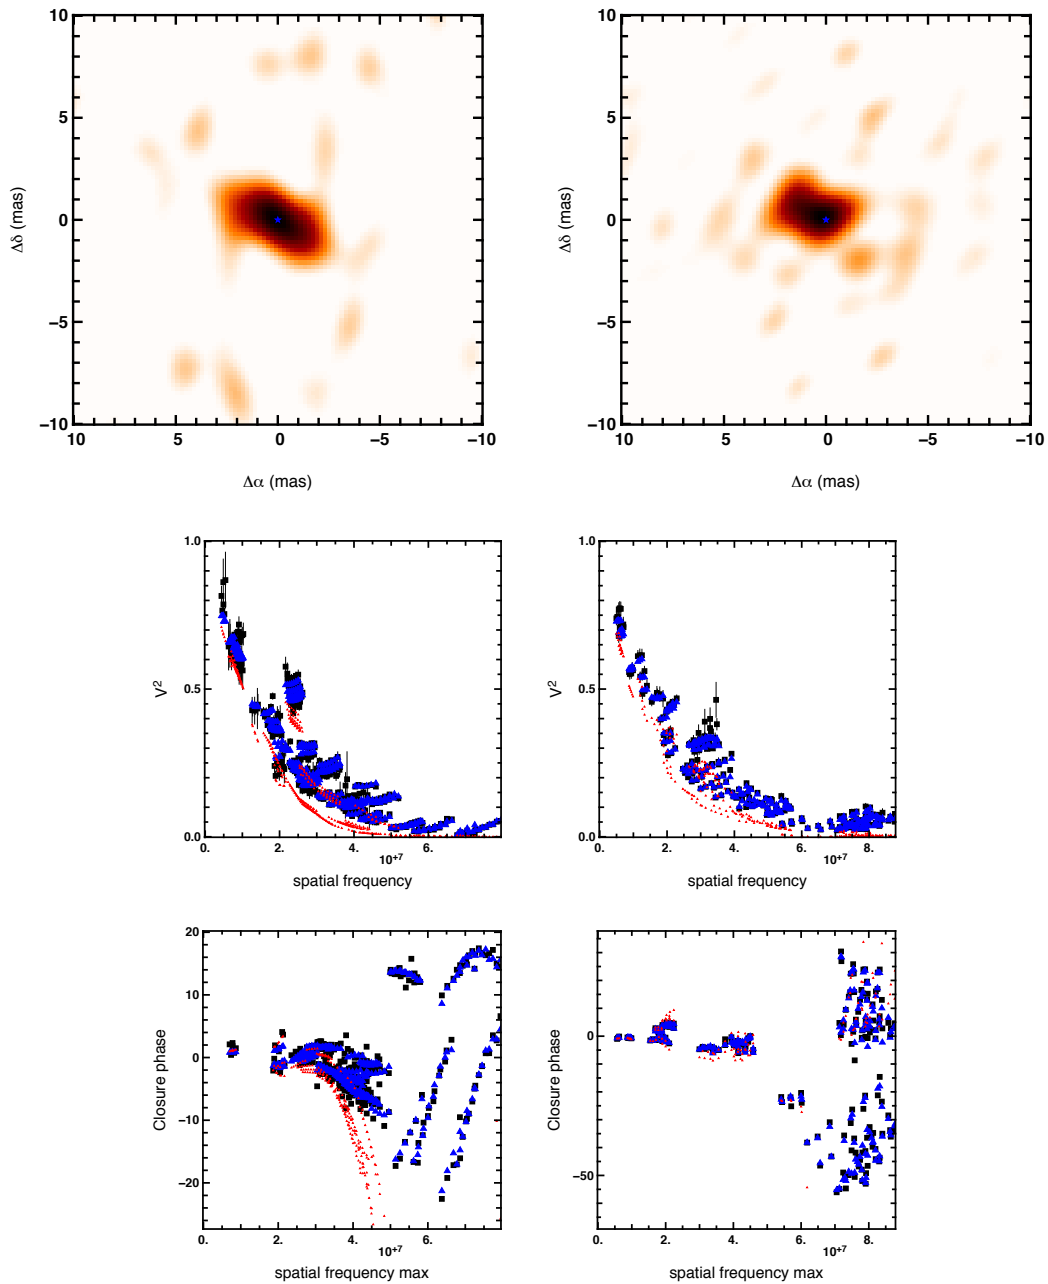 10 10
5 5
0 0
−5 −5
−10 −10
10 5 0 −5 −10 10 5 0 −5 −10
Δδ (mas) Δδ (mas)
Δα (mas) Δα (mas)
1.0 1.0
0.5 0.5
0.0 0.0
V² V²
0. 2. 4. 6. 0. 2. 4. 6. 8.
10+7 10+7
spatial frequency spatial frequency
20
10
0 0
−10
−20 −50
Closure phase Closure phase
0. 2. 4. 6. 0. 2. 4. 6. 8.
10+7 10+7
spatial frequency max spatial frequency max